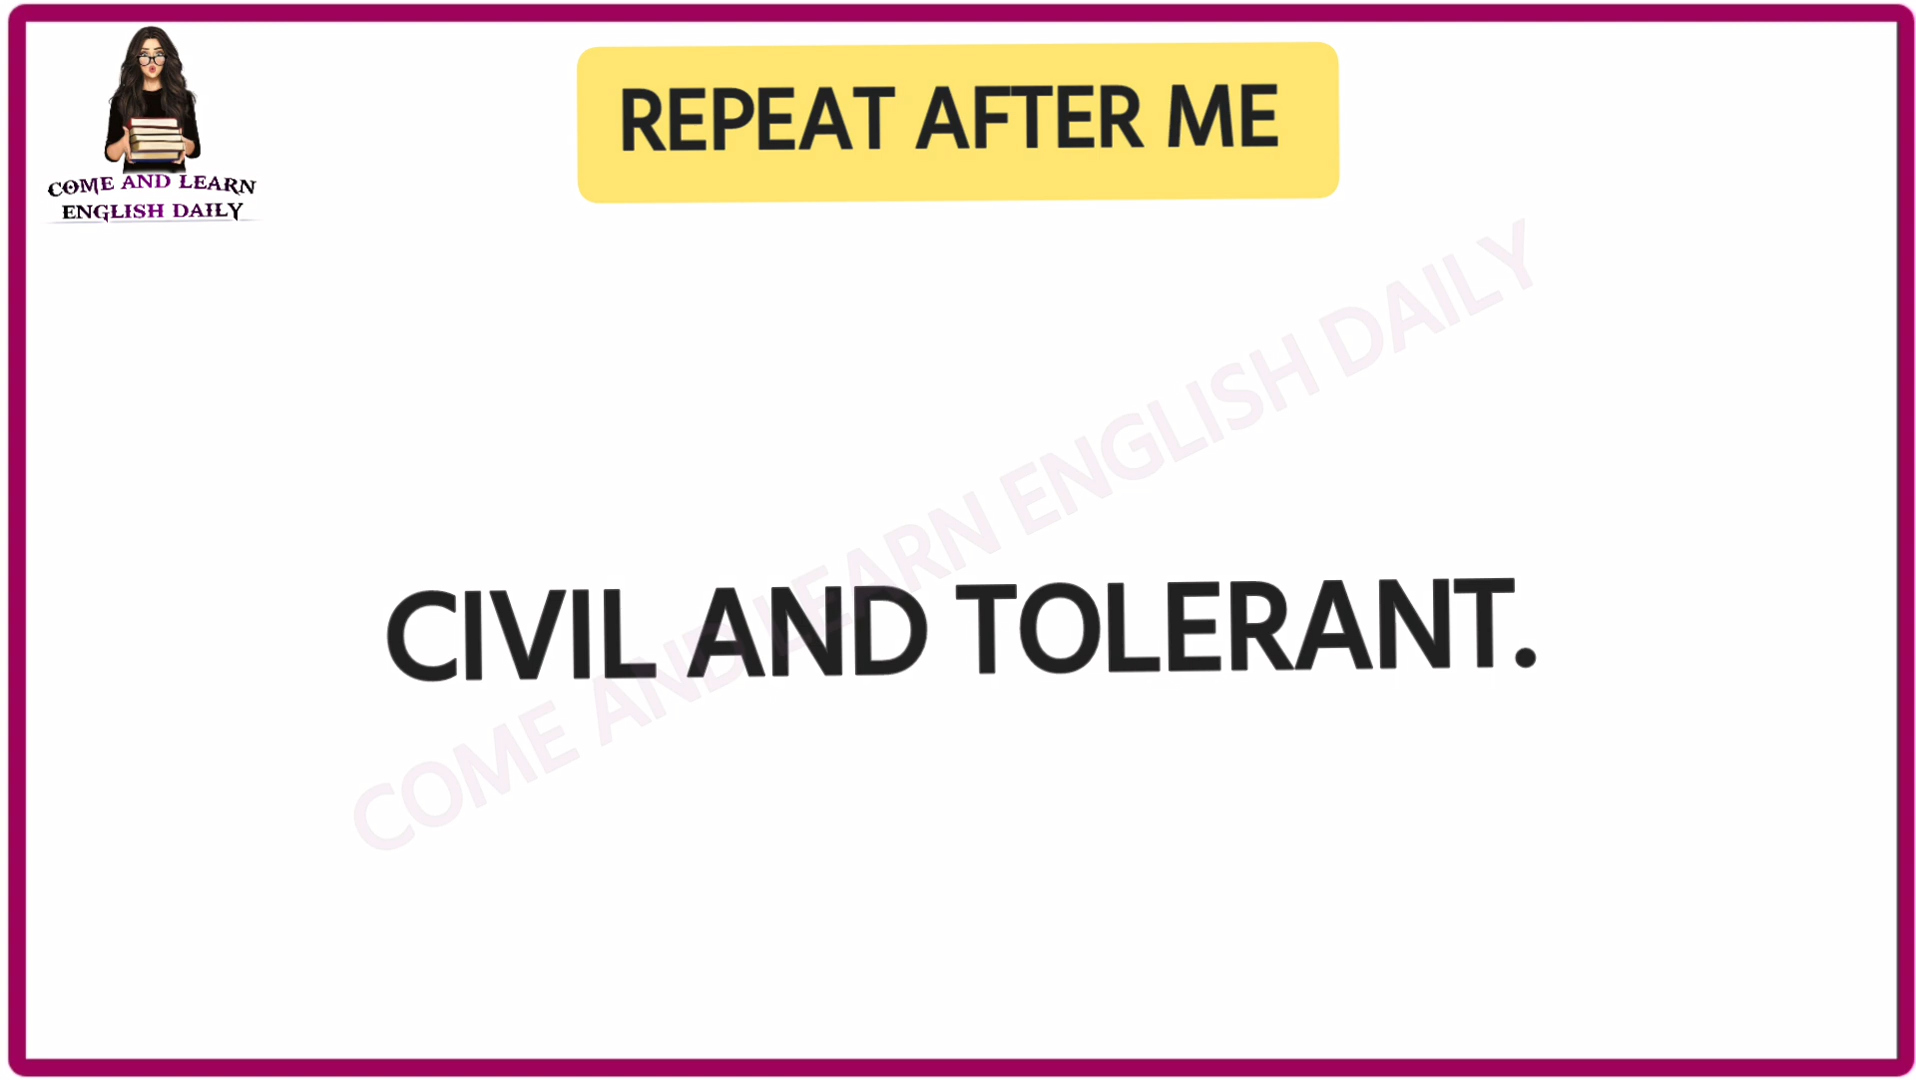 COME AND LEARN
ENGLISH DAILY
REPEAT AFTER ME
COME AND LEARN ENGLISH DAILY
CIVIL AND TOLERANT.